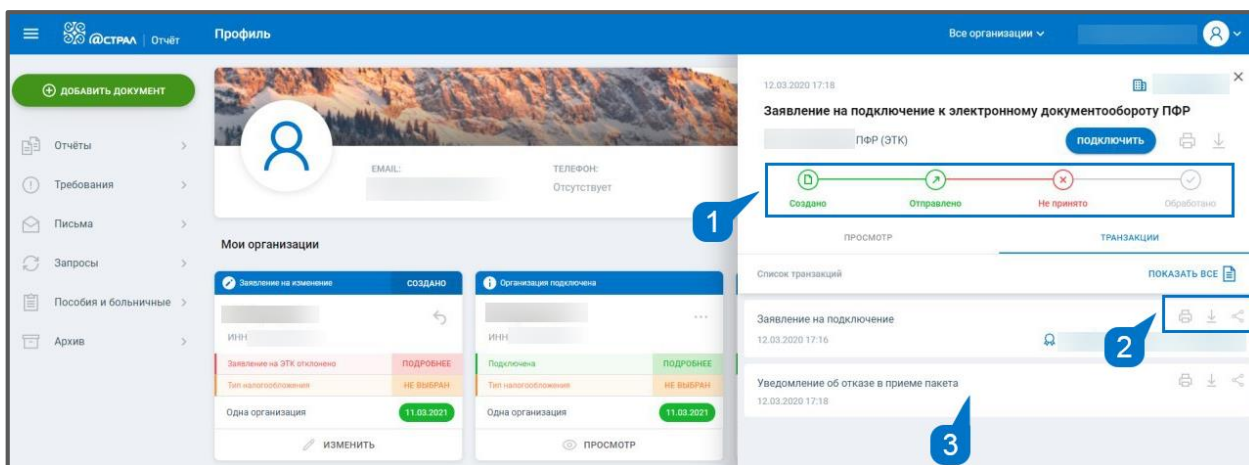 @СТРАЛ | Отчёт
Профиль
Все организации
ДОБАВИТЬ ДОКУМЕНТ
Отчёты
Требования
Письма
Запросы
Пособия и больничные
Архив
EMAIL:
ТЕЛЕФОН:
Отсутствует
Мои организации
Заявление на изменение СОЗДАНО
ИНН
Заявление на ЭТК отклонено ПОДРОБНЕЕ
Тип налогообложения НЕ ВЫБРАН
Одна организация 11.03.2021
ИЗМЕНИТЬ
Организация подключена
ИНН
Подключена ПОДРОБНЕЕ
Тип налогообложения НЕ ВЫБРАН
Одна организация 11.03.2021
ПРОСМОТР
12.03.2020 17:18
Заявление на подключение к электронному документообороту ПФР
ПФР (ЭТК) ПОДКЛЮЧИТЬ
Создано Отправлено Не принято Обработано
1
ПРОСМОТР ТРАНЗАКЦИИ
Список транзакций ПОКАЗАТЬ ВСЕ
Заявление на подключение
12.03.2020 17:16
2
Уведомление об отказе в приеме пакета
12.03.2020 17:18
3